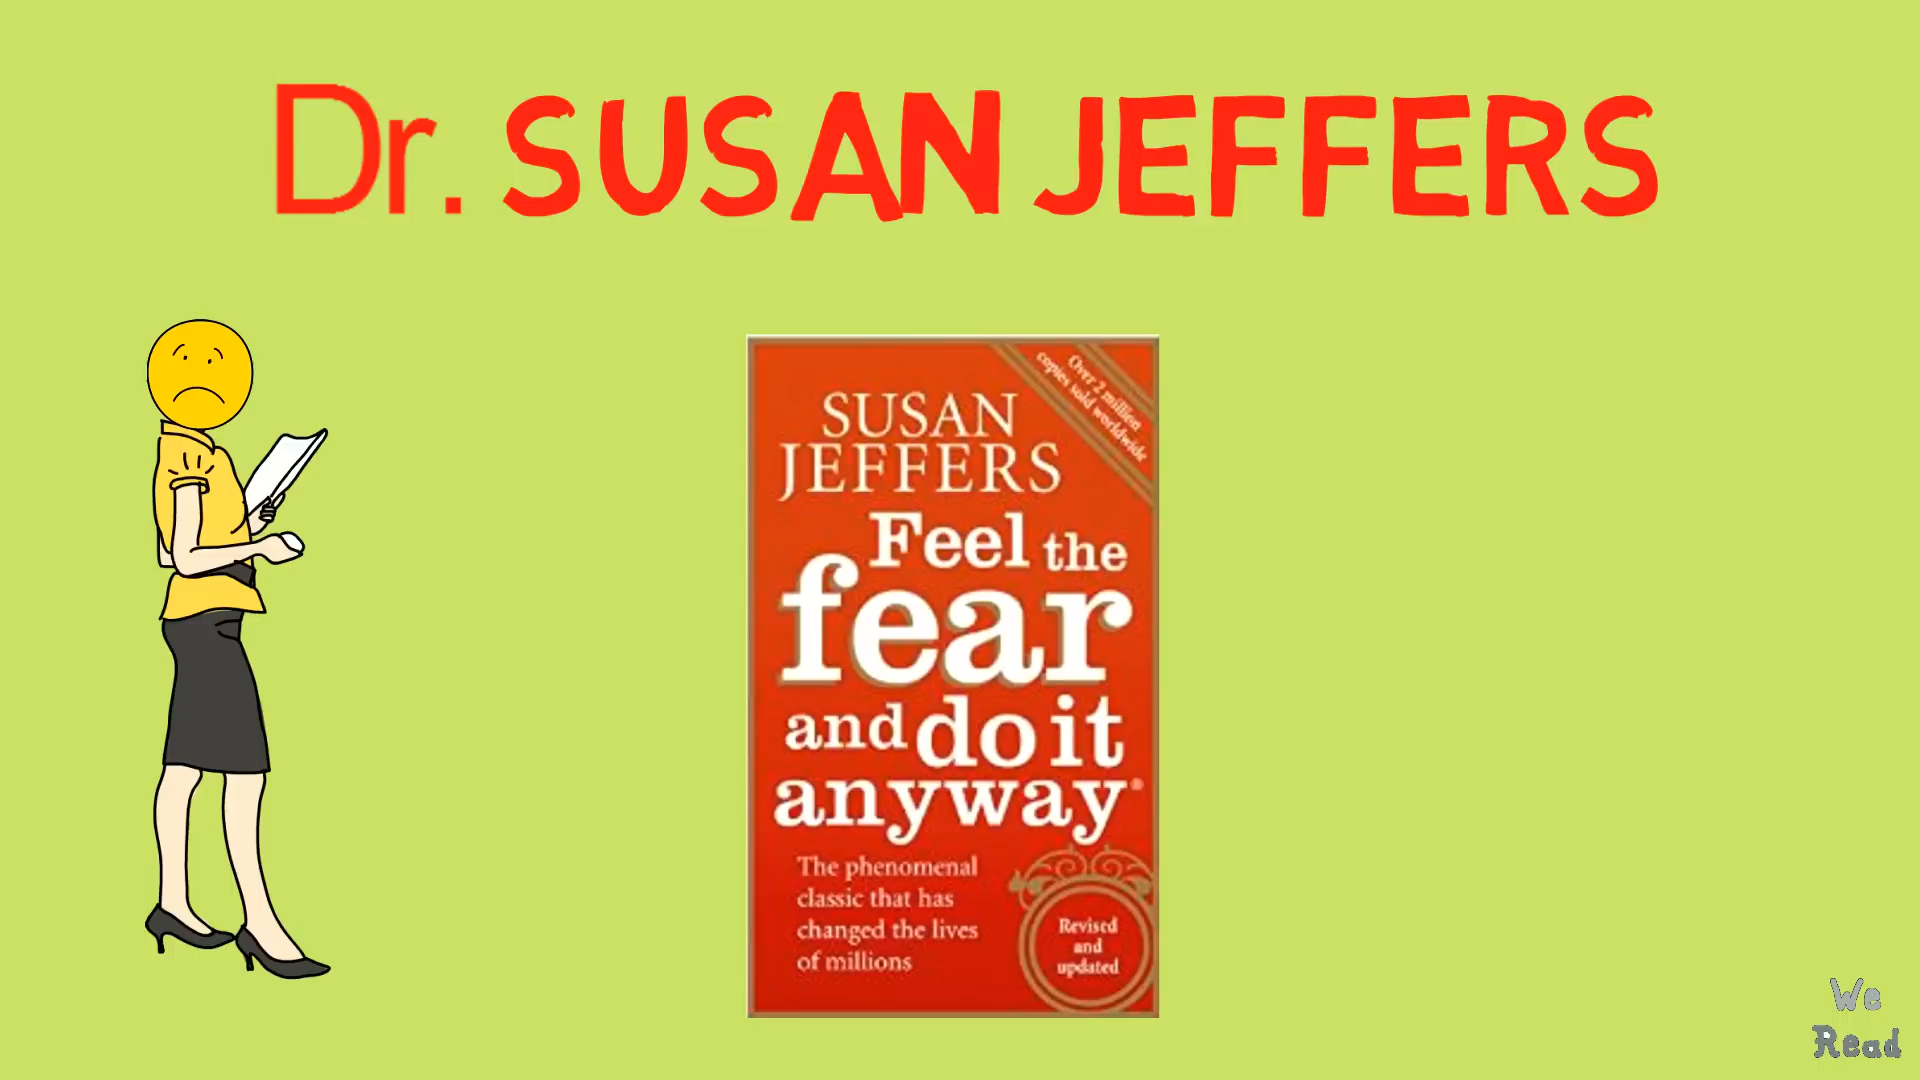 Dr. SUSAN JEFFERS
Over 2 million
copies sold worldwide
SUSAN
JEFFERS
Feel the
fear
and do it
anyway®
The phenomenal
classic that has
changed the lives
of millions
Revised
and
updated
We
Read